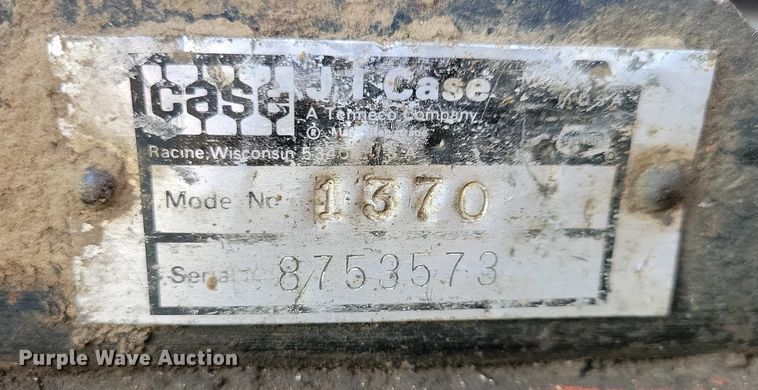 case
J I Case
A Tenneco Company
®
Racine, Wisconsin
Model No 1370
Serial 8753573
Purple Wave Auction